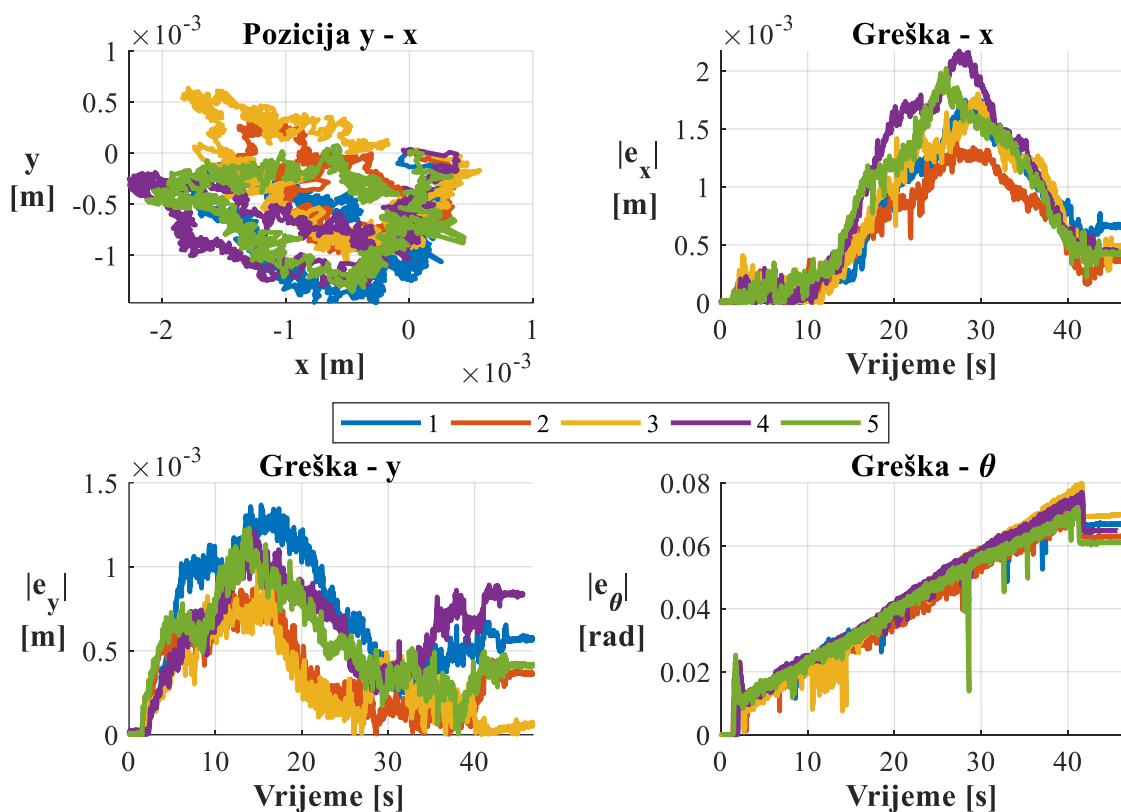 ×10⁻³
Pozicija y - x
1
0.5
0
-0.5
-1
y
[m]
-2
-1
0
1
x [m]
×10⁻³
×10⁻³
Greška - x
2
1.5
1
0.5
0
|e_x|
[m]
0
10
20
30
40
Vrijeme [s]
1
2
3
4
5
×10⁻³
Greška - y
1.5
1
0.5
0
|e_y|
[m]
0
10
20
30
40
Vrijeme [s]
Greška - θ
0.08
0.06
0.04
0.02
0
|e_θ|
[rad]
0
10
20
30
40
Vrijeme [s]